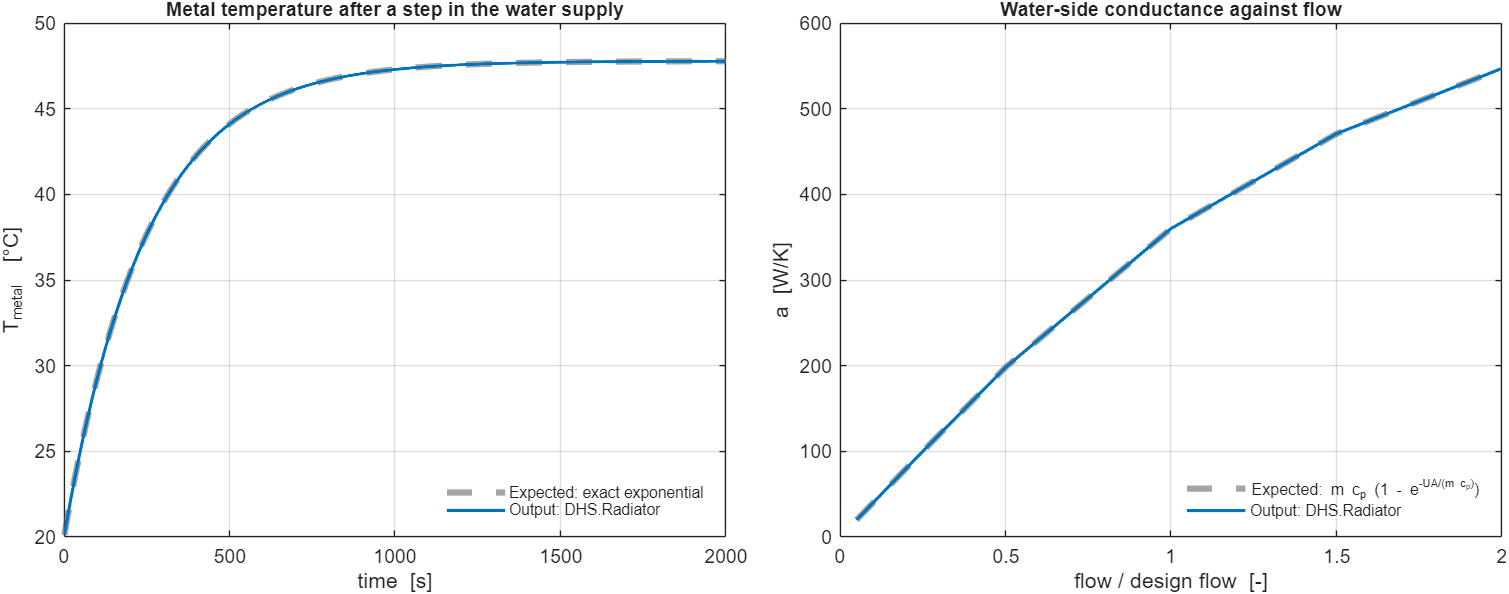 Metal temperature after a step in the water supply
50
45
40
35
30
25
20
T_metal [°C]
0
500
1000
1500
2000
time [s]
Expected: exact exponential
Output: DHS.Radiator
Water-side conductance against flow
600
500
400
300
200
100
0
a [W/K]
0
0.5
1
1.5
2
flow / design flow [-]
Expected: m c_p (1 - e^-UA/(m c_p))
Output: DHS.Radiator